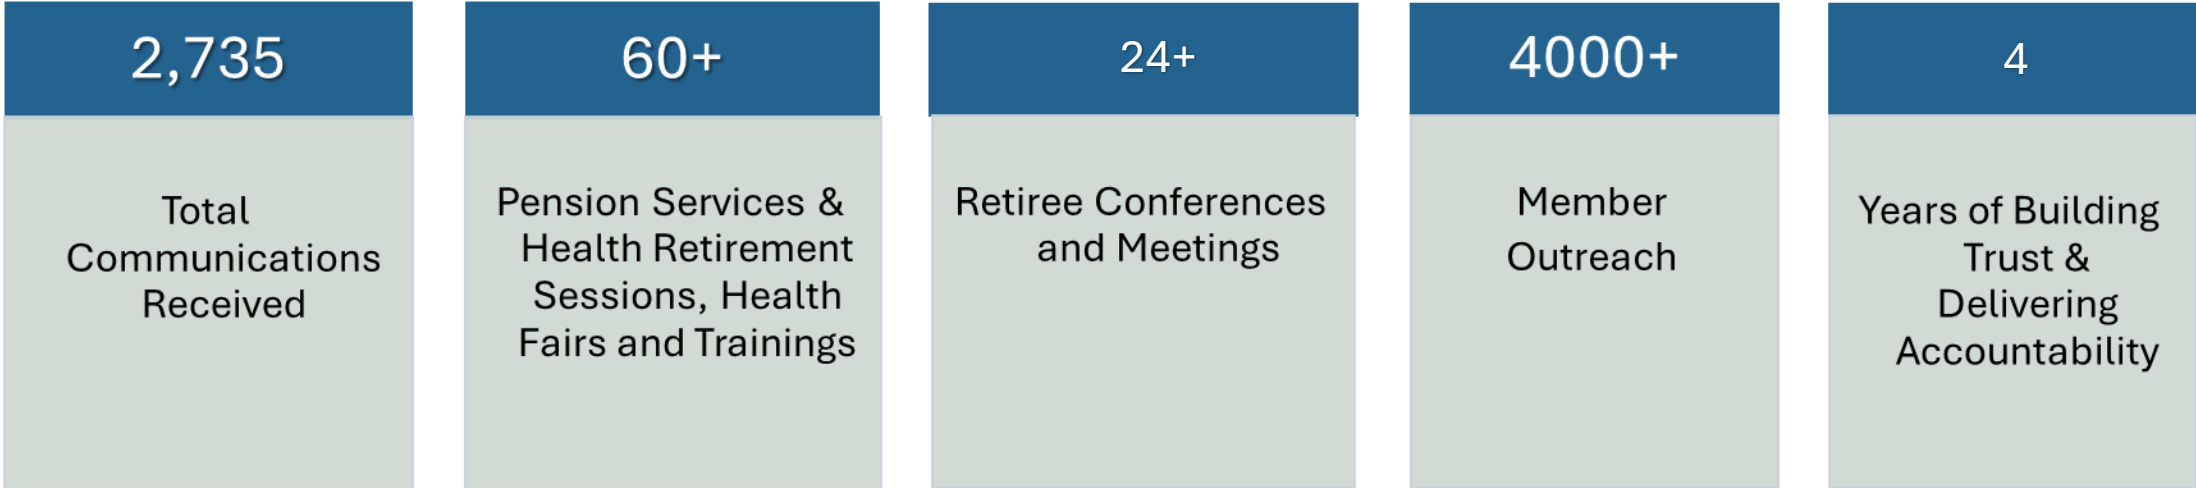 2,735
Total
Communications
Received
60+
Pension Services &
Health Retirement
Sessions, Health
Fairs and Trainings
24+
Retiree Conferences
and Meetings
4000+
Member
Outreach
4
Years of Building
Trust &
Delivering
Accountability